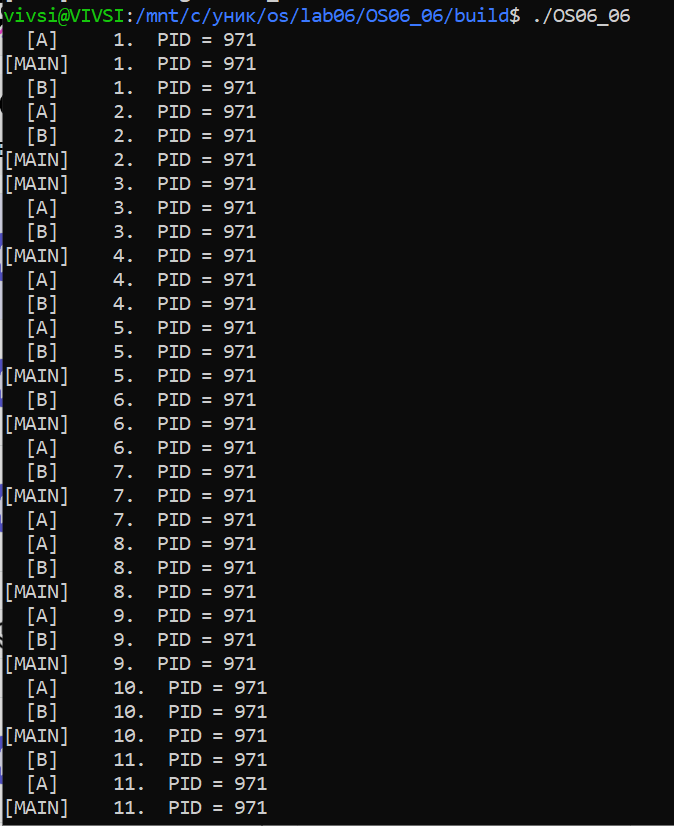 vivsi@VIVSI:/mnt/c/уник/os/lab06/OS06_06/build$ ./OS06_06
  [A]     1.  PID = 971
[MAIN]    1.  PID = 971
  [B]     1.  PID = 971
  [A]     2.  PID = 971
  [B]     2.  PID = 971
[MAIN]    2.  PID = 971
[MAIN]    3.  PID = 971
  [A]     3.  PID = 971
  [B]     3.  PID = 971
[MAIN]    4.  PID = 971
  [A]     4.  PID = 971
  [B]     4.  PID = 971
  [A]     5.  PID = 971
  [B]     5.  PID = 971
[MAIN]    5.  PID = 971
  [B]     6.  PID = 971
[MAIN]    6.  PID = 971
  [A]     6.  PID = 971
  [B]     7.  PID = 971
[MAIN]    7.  PID = 971
  [A]     7.  PID = 971
  [A]     8.  PID = 971
  [B]     8.  PID = 971
[MAIN]    8.  PID = 971
  [A]     9.  PID = 971
  [B]     9.  PID = 971
[MAIN]    9.  PID = 971
  [A]     10.  PID = 971
  [B]     10.  PID = 971
[MAIN]    10.  PID = 971
  [B]     11.  PID = 971
  [A]     11.  PID = 971
[MAIN]    11.  PID = 971